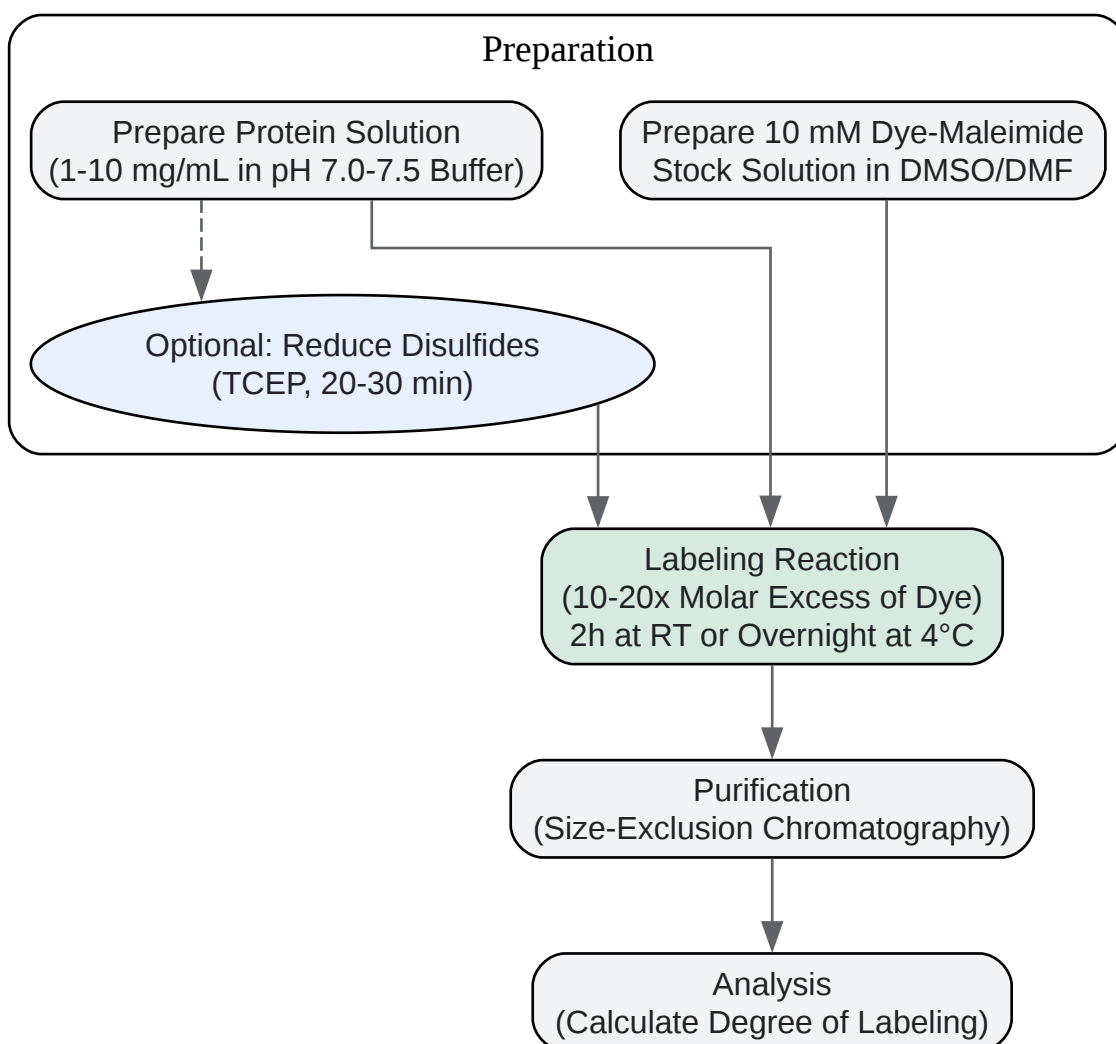 Preparation
Prepare Protein Solution
(1-10 mg/mL in pH 7.0-7.5 Buffer)
Prepare 10 mM Dye-Maleimide
Stock Solution in DMSO/DMF
Optional: Reduce Disulfides
(TCEP, 20-30 min)
Labeling Reaction
(10-20x Molar Excess of Dye)
2h at RT or Overnight at 4°C
Purification
(Size-Exclusion Chromatography)
Analysis
(Calculate Degree of Labeling)